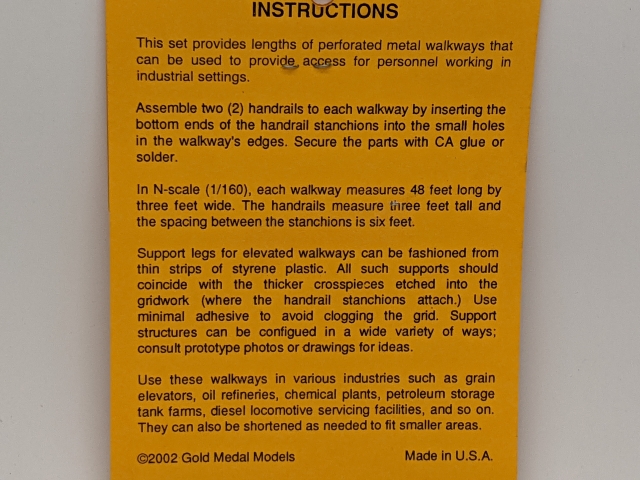 INSTRUCTIONS
This set provides lengths of perforated metal walkways that
can be used to provide access for personnel working in
industrial settings.
Assemble two (2) handrails to each walkway by inserting the
bottom ends of the handrail stanchions into the small holes
in the walkway's edges. Secure the parts with CA glue or
solder.
In N-scale (1/160), each walkway measures 48 feet long by
three feet wide. The handrails measure three feet tall and
the spacing between the stanchions is six feet.
Support legs for elevated walkways can be fashioned from
thin strips of styrene plastic. All such supports should
coincide with the thicker crosspieces etched into the
gridwork (where the handrail stanchions attach.) Use
minimal adhesive to avoid clogging the grid. Support
structures can be configued in a wide variety of ways;
consult prototype photos or drawings for ideas.
Use these walkways in various industries such as grain
elevators, oil refineries, chemical plants, petroleum storage
tank farms, diesel locomotive servicing facilities, and so on.
They can also be shortened as needed to fit smaller areas.
©2002 Gold Medal Models Made in U.S.A.